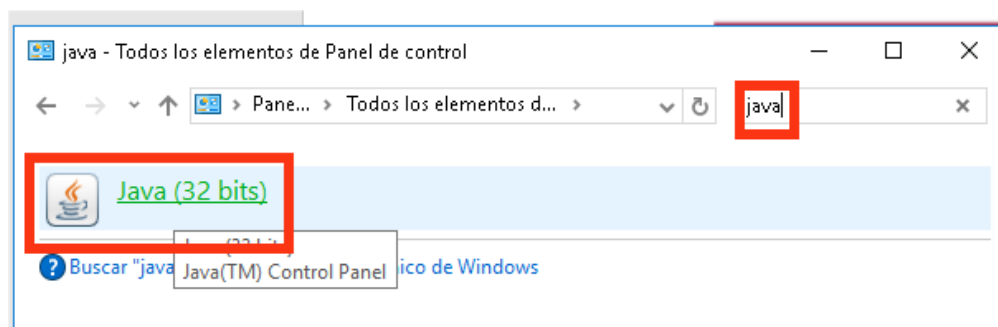 java - Todos los elementos de Panel de control
Pane... > Todos los elementos d... >
java
Java (32 bits)
Java(TM) Control Panel
Buscar "java ico de Windows